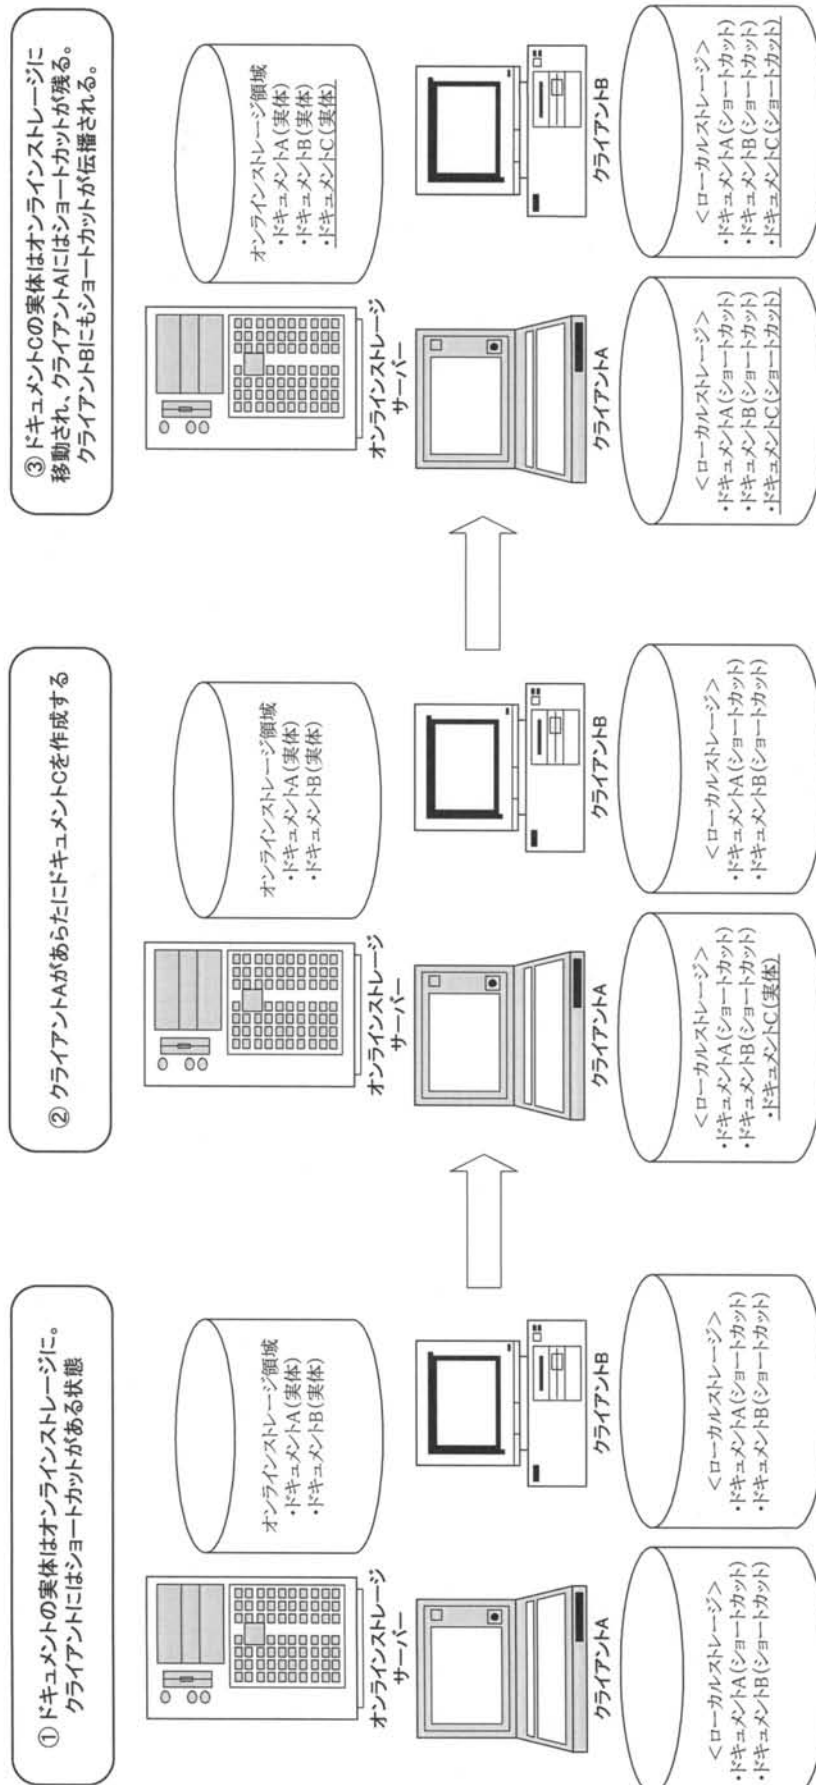 ① ドキュメントの実体はオンラインストレージに。
クライアントにはショートカットがある状態
オンラインストレージ領域
・ドキュメントA(実体)
・ドキュメントB(実体)
オンラインストレージ
サーバー
クライアントA
クライアントB
<ローカルストレージ>
・ドキュメントA(ショートカット)
・ドキュメントB(ショートカット)
<ローカルストレージ>
・ドキュメントA(ショートカット)
・ドキュメントB(ショートカット)
② クライアントAがあらたにドキュメントCを作成する
オンラインストレージ領域
・ドキュメントA(実体)
・ドキュメントB(実体)
オンラインストレージ
サーバー
クライアントA
クライアントB
<ローカルストレージ>
・ドキュメントA(ショートカット)
・ドキュメントB(ショートカット)
・ドキュメントC(実体)
<ローカルストレージ>
・ドキュメントA(ショートカット)
・ドキュメントB(ショートカット)
③ ドキュメントCの実体はオンラインストレージに
移動され、クライアントAにはショートカットが残る。
クライアントBにもショートカットが伝播される。
オンラインストレージ領域
・ドキュメントA(実体)
・ドキュメントB(実体)
・ドキュメントC(実体)
オンラインストレージ
サーバー
クライアントA
クライアントB
<ローカルストレージ>
・ドキュメントA(ショートカット)
・ドキュメントB(ショートカット)
・ドキュメントC(ショートカット)
<ローカルストレージ>
・ドキュメントA(ショートカット)
・ドキュメントB(ショートカット)
・ドキュメントC(ショートカット)